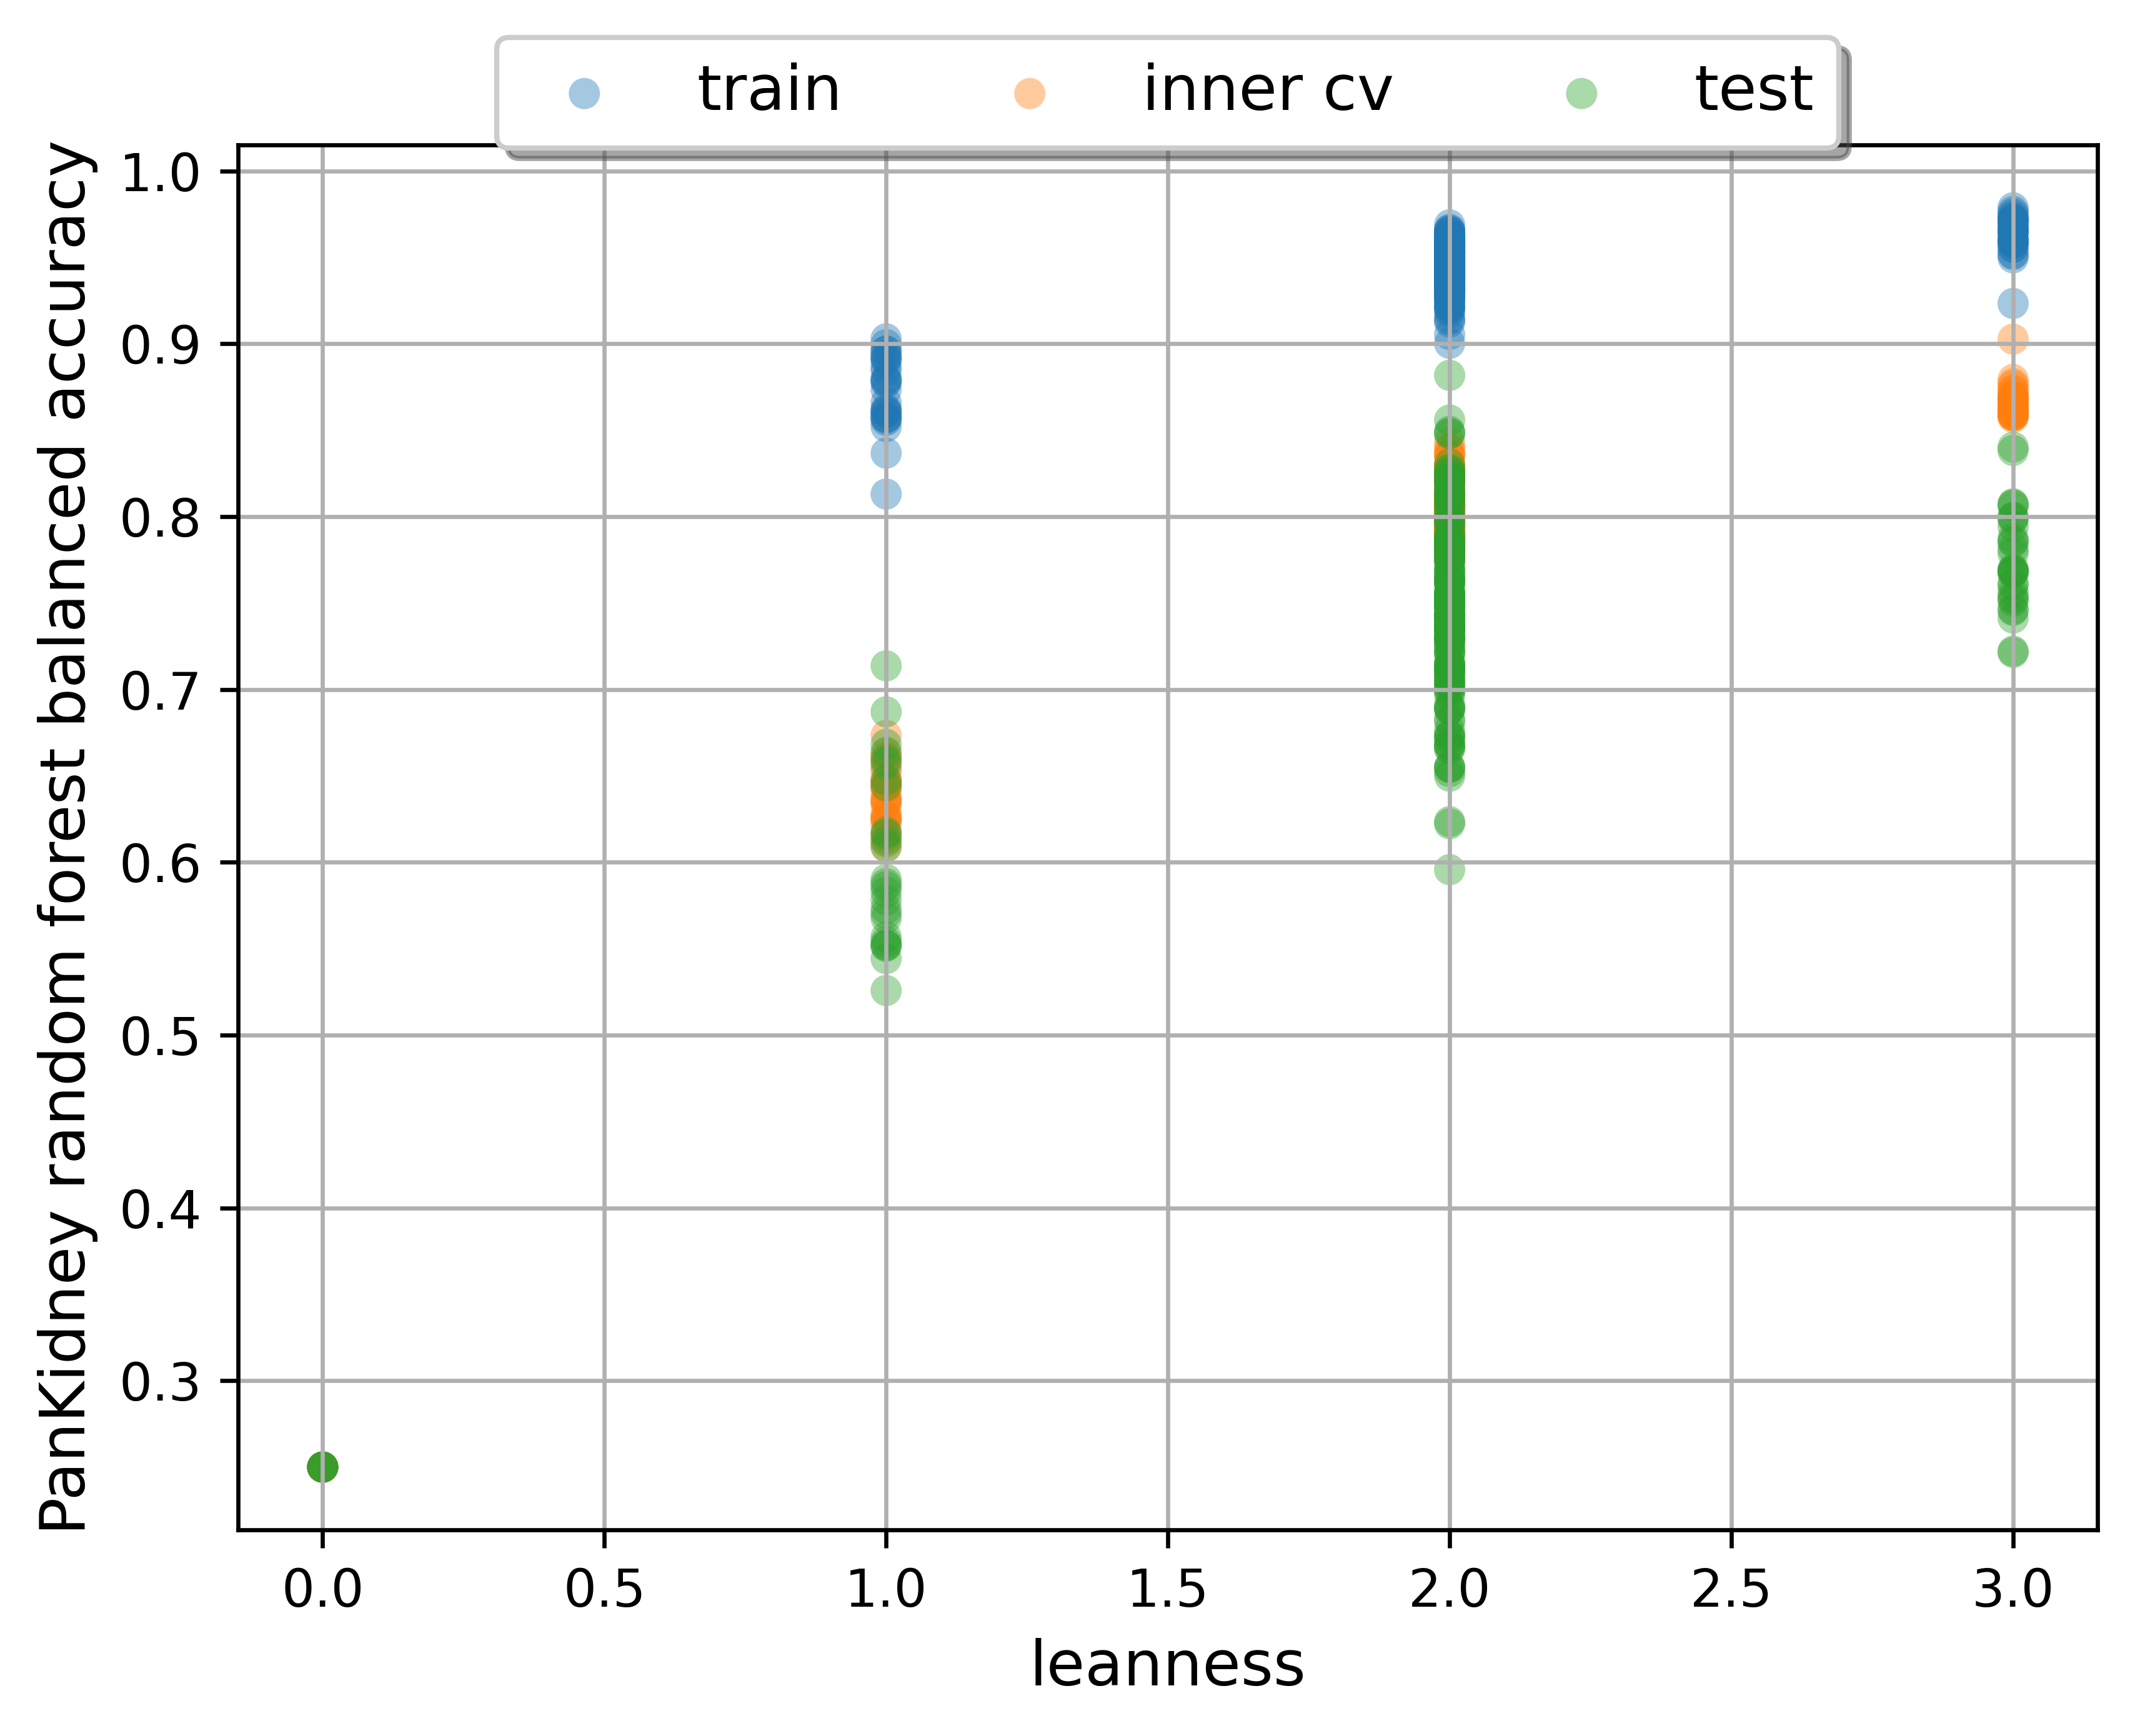 train inner cv test
PanKidney random forest balanced accuracy
1.0
0.9
0.8
0.7
0.6
0.5
0.4
0.3
0.0 0.5 1.0 1.5 2.0 2.5 3.0
leanness